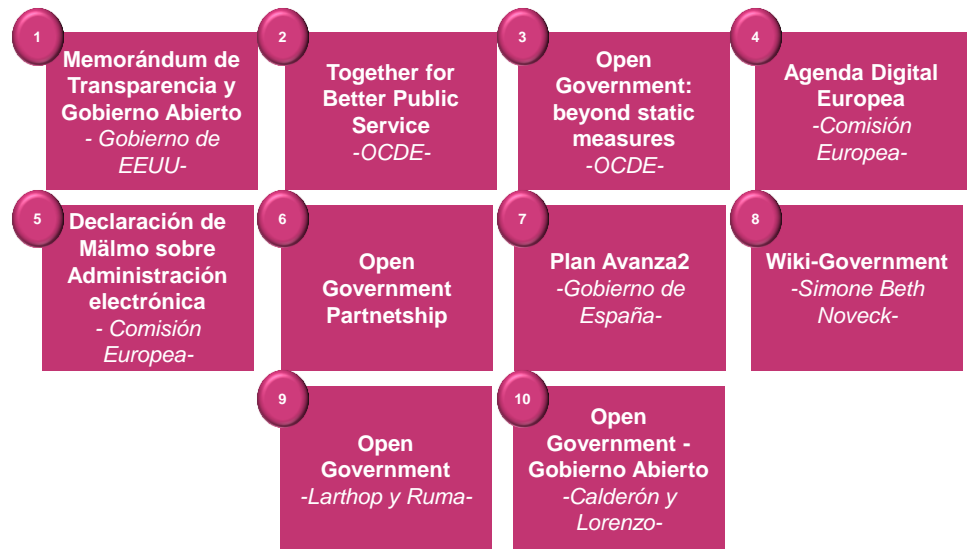 1
Memorándum de
Transparencia y
Gobierno Abierto
- Gobierno de
EEUU-
2
Together for
Better Public
Service
-OCDE-
3
Open
Government:
beyond static
measures
-OCDE-
4
Agenda Digital
Europea
-Comisión
Europea-
5
Declaración de
Mälmo sobre
Administración
electrónica
- Comisión
Europea-
6
Open
Government
Partnetship
7
Plan Avanza2
-Gobierno de
España-
8
Wiki-Government
-Simone Beth
Noveck-
9
Open
Government
-Larthop y Ruma-
10
Open
Government -
Gobierno Abierto
-Calderón y
Lorenzo-